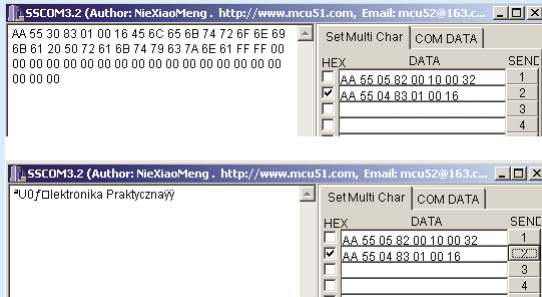 SSCOM3.2 (Author: NieXiaoMeng . http://www.mcu51.com, Email: mcu52@163.c...
AA 55 30 83 01 00 16 45 6C 65 6B 74 72 6F 6E 69
6B 61 20 50 72 61 6B 74 79 63 7A 6E 61 FF FF 00
00 00 00 00 00 00 00 00 00 00 00 00 00 00 00 00
00 00 00
SetMulti Char COM DATA
HEX DATA SEND
AA 55 05 82 00 10 00 32 1
AA 55 04 83 01 00 16 2
3
4
SSCOM3.2 (Author: NieXiaoMeng . http://www.mcu51.com, Email: mcu52@163.c...
ªU0ƒ□lektronika Praktycznaÿÿ
SetMulti Char COM DATA
HEX DATA SEND
AA 55 05 82 00 10 00 32 1
AA 55 04 83 01 00 16 2
3
4